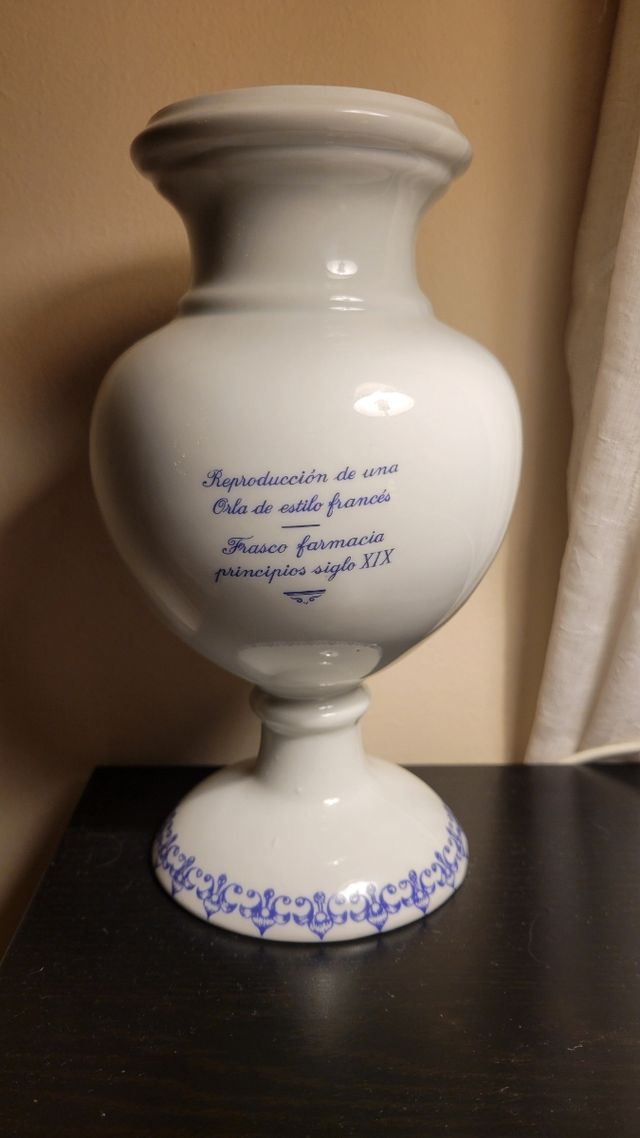 Reproducción de una
Orla de estilo francés
Frasco farmacia
principios siglo XIX